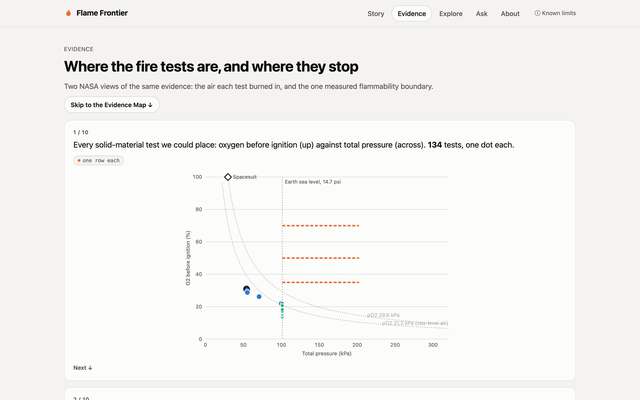 Flame Frontier
Story Evidence Explore Ask About ⓘ Known limits
EVIDENCE
Where the fire tests are, and where they stop
Two NASA views of the same evidence: the air each test burned in, and the one measured flammability boundary.
Skip to the Evidence Map ↓
1 / 10
Every solid-material test we could place: oxygen before ignition (up) against total pressure (across). 134 tests, one dot each.
one row each
100
Spacesuit
Earth sea level, 14.7 psi
80
60
40
20
0
O2 before ignition (%)
0 50 100 150 200 250 300
Total pressure (kPa)
Next ↓